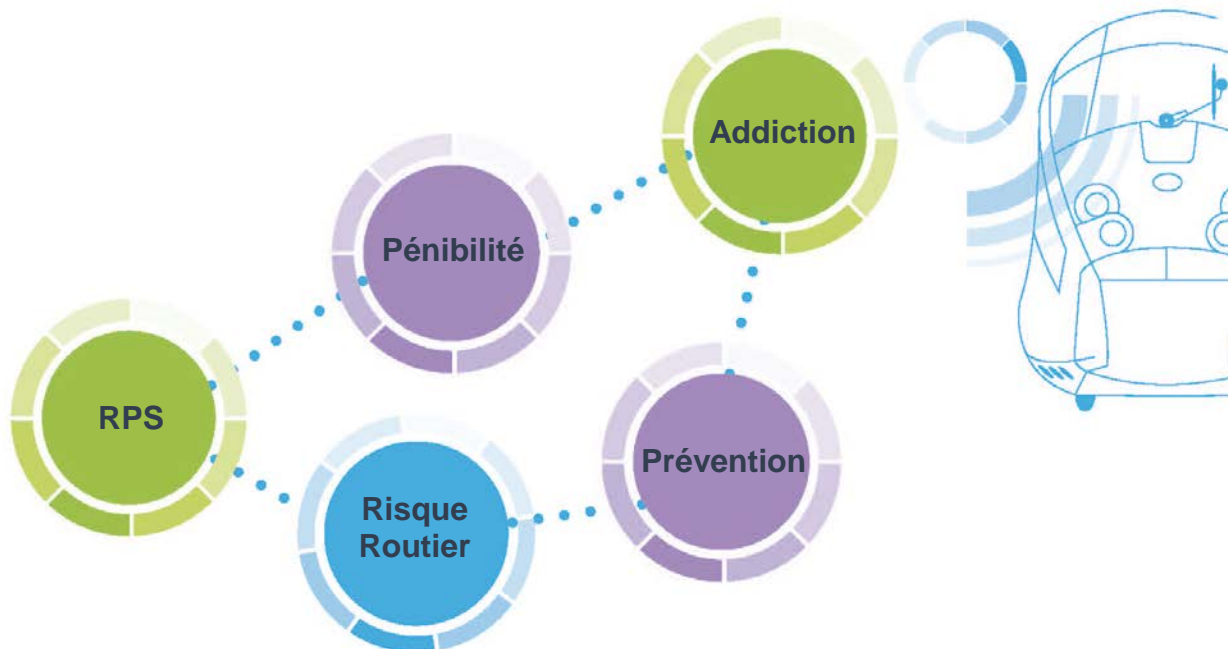 Addiction
Pénibilité
RPS
Prévention
Risque
Routier